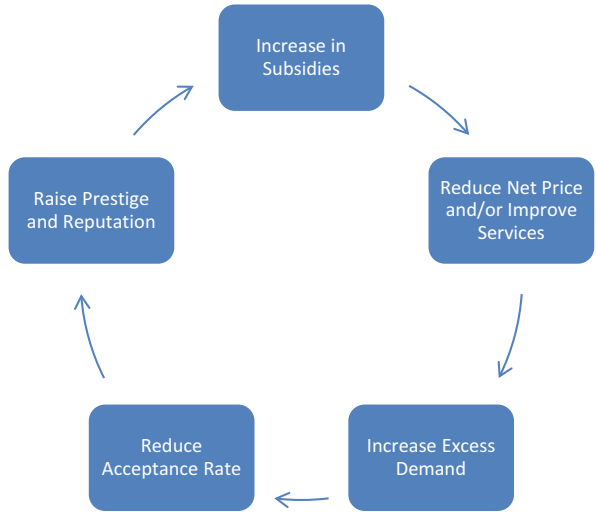 Increase in
Subsidies
Reduce Net Price
and/or Improve
Services
Increase Excess
Demand
Reduce
Acceptance Rate
Raise Prestige
and Reputation